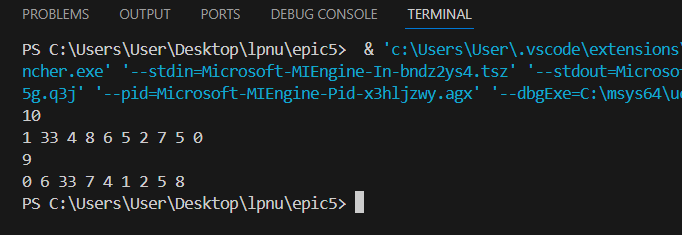 PROBLEMS OUTPUT PORTS DEBUG CONSOLE TERMINAL
PS C:\Users\User\Desktop\lpnu\epic5>  & 'c:\Users\User\.vscode\extensions\
ncher.exe' '--stdin=Microsoft-MIEngine-In-bndz2ys4.tsz' '--stdout=Microso
5g.q3j' '--pid=Microsoft-MIEngine-Pid-x3hljzwy.agx' '--dbgExe=C:\msys64\u
10
1 33 4 8 6 5 2 7 5 0
9
0 6 33 7 4 1 2 5 8
PS C:\Users\User\Desktop\lpnu\epic5>